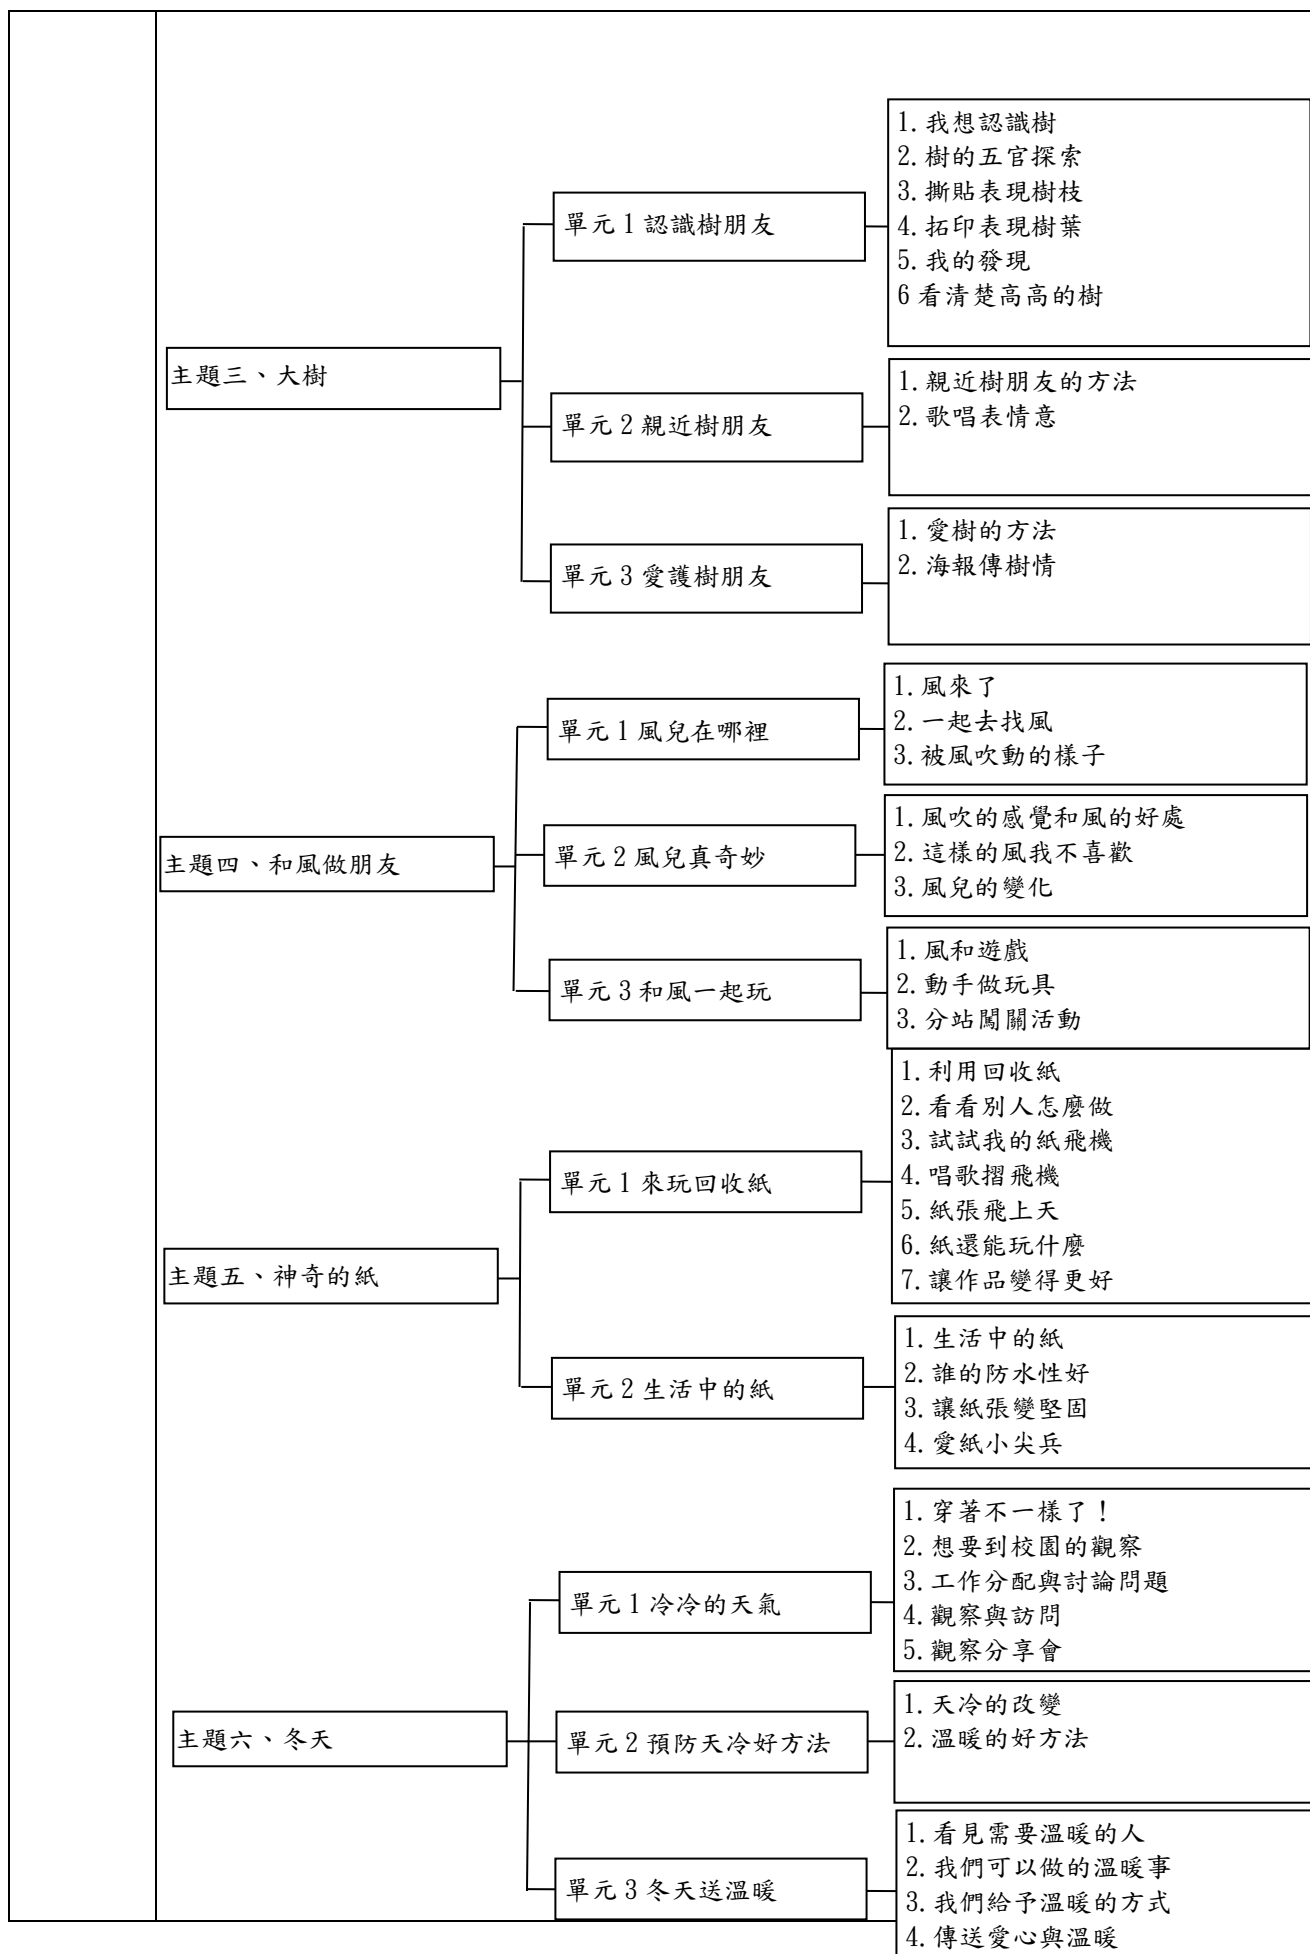 主題三、大樹
單元 1 認識樹朋友
1. 我想認識樹
2. 樹的五官探索
3. 撕貼表現樹枝
4. 拓印表現樹葉
5. 我的發現
6 看清楚高高的樹
單元 2 親近樹朋友
1. 親近樹朋友的方法
2. 歌唱表情意
單元 3 愛護樹朋友
1. 愛樹的方法
2. 海報傳樹情
主題四、和風做朋友
單元 1 風兒在哪裡
1. 風來了
2. 一起去找風
3. 被風吹動的樣子
單元 2 風兒真奇妙
1. 風吹的感覺和風的好處
2. 這樣的風我不喜歡
3. 風兒的變化
單元 3 和風一起玩
1. 風和遊戲
2. 動手做玩具
3. 分站闖關活動
主題五、神奇的紙
單元 1 來玩回收紙
1. 利用回收紙
2. 看看別人怎麼做
3. 試試我的紙飛機
4. 唱歌摺飛機
5. 紙張飛上天
6. 紙還能玩什麼
7. 讓作品變得更好
單元 2 生活中的紙
1. 生活中的紙
2. 誰的防水性好
3. 讓紙張變堅固
4. 愛紙小尖兵
主題六、冬天
單元 1 冷冷的天氣
1. 穿著不一樣了！
2. 想要到校園的觀察
3. 工作分配與討論問題
4. 觀察與訪問
5. 觀察分享會
單元 2 預防天冷好方法
1. 天冷的改變
2. 溫暖的好方法
單元 3 冬天送溫暖
1. 看見需要溫暖的人
2. 我們可以做的溫暖事
3. 我們給予溫暖的方式
4. 傳送愛心與溫暖